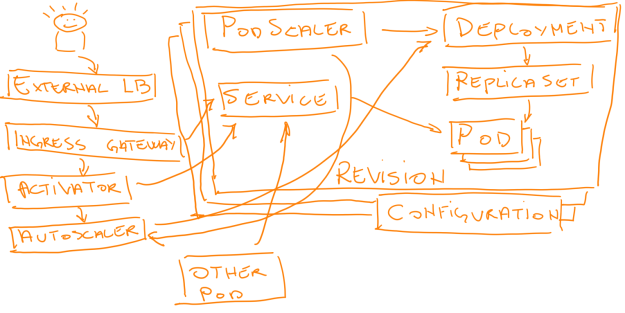 PODSCALER
DEPLOYMENT
EXTERNAL LB
SERVICE
REPLICASET
INGRESS GATEWAY
POD
ACTIVATOR
REVISION
AUTOSCALER
CONFIGURATION
OTHER
POD